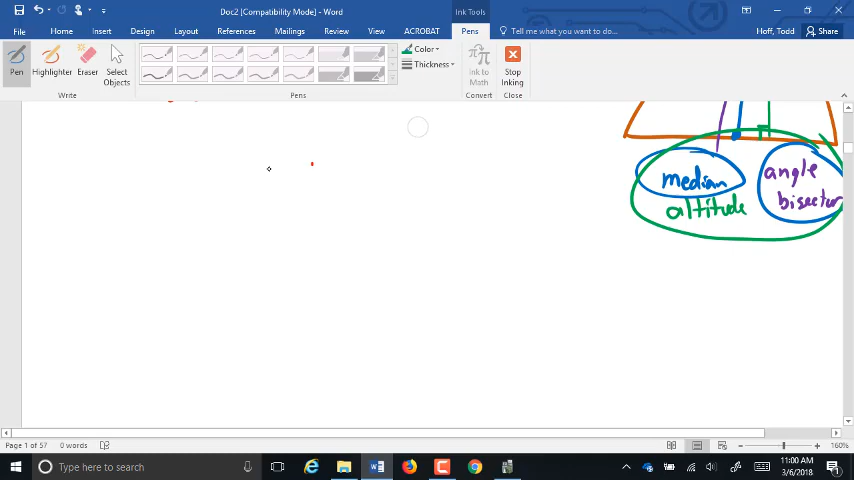 Doc2 [Compatibility Mode] - Word
Ink Tools
Hoff, Todd
File
Home
Insert
Design
Layout
References
Mailings
Review
View
ACROBAT
Pens
Tell me what you want to do...
Share
Pen
Highlighter
Eraser
Select
Objects
Color
Thickness
Ink to
Math
Stop
Inking
Write
Pens
Convert
Close
median
altitude
angle
bisector
Page 1 of 57
0 words
160%
Type here to search
11:00 AM
3/6/2018
1